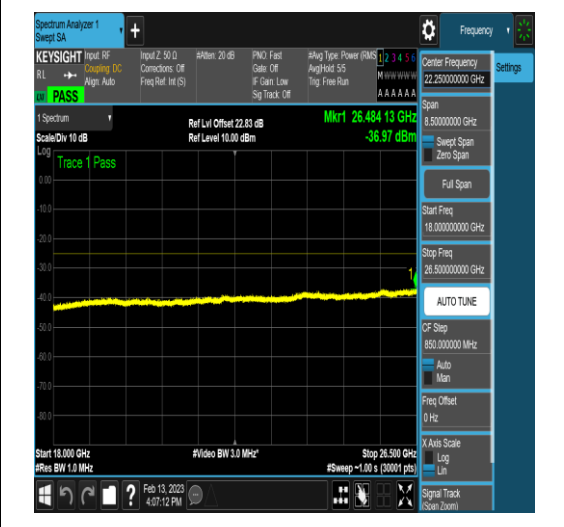 Spectrum Analyzer 1
Swept SA
Frequency
KEYSIGHT
RL
PASS
Input: RF
Coupling: DC
Align: Auto
Input Z: 50 Ω
Corrections: Off
Freq Ref: Int (S)
#Atten: 20 dB
PNO: Fast
Gate: Off
IF Gain: Low
Sig Track: Off
#Avg Type: Power (RMS
Avg|Hold: 5/5
Trig: Free Run
1 2 3 4 5 6
M W W W W W
A A A A A A
Center Frequency
22.250000000 GHz
Settings
Span
8.50000000 GHz
Swept Span
Zero Span
Full Span
Start Freq
18.000000000 GHz
Stop Freq
26.500000000 GHz
AUTO TUNE
CF Step
850.000000 MHz
Auto
Man
Freq Offset
0 Hz
X Axis Scale
Log
Lin
Signal Track
(Span Zoom)
1 Spectrum
Scale/Div 10 dB
Ref Lvl Offset 22.83 dB
Ref Level 10.00 dBm
Mkr1 26.484 13 GHz
-36.97 dBm
Log
Trace 1 Pass
0.00
-10.0
-20.0
-30.0
-40.0
-50.0
-60.0
-70.0
-80.0
1
Start 18.000 GHz
#Res BW 1.0 MHz
#Video BW 3.0 MHz*
Stop 26.500 GHz
#Sweep ~1.00 s (30001 pts)
?
Feb 13, 2023
4:07:12 PM